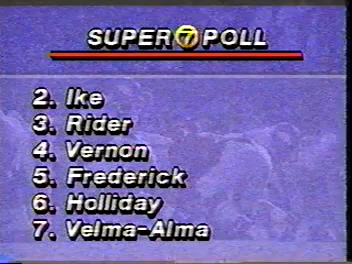 SUPER 7 POLL
2. Ike
3. Rider
4. Vernon
5. Frederick
6. Holliday
7. Velma-Alma